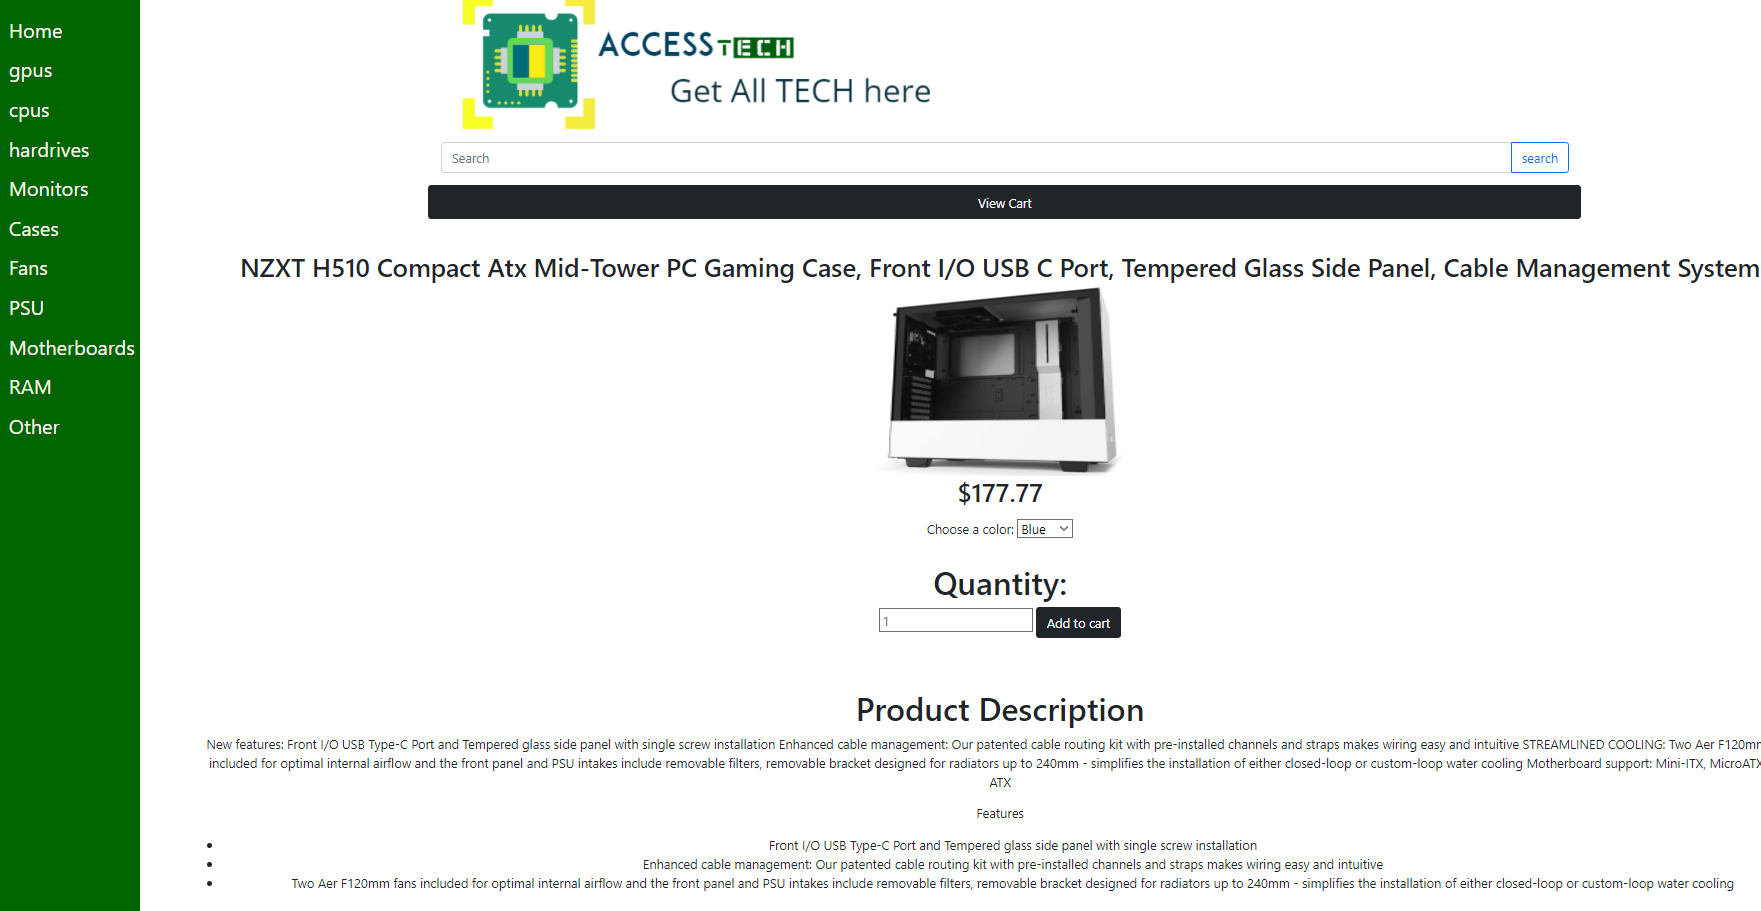 Home
gpus
cpus
hardrives
Monitors
Cases
Fans
PSU
Motherboards
RAM
Other
ACCESS TECH
Get All TECH here
Search
search
View Cart
NZXT H510 Compact Atx Mid-Tower PC Gaming Case, Front I/O USB C Port, Tempered Glass Side Panel, Cable Management System
$177.77
Choose a color: Blue
Quantity:
1
Add to cart
Product Description
New features: Front I/O USB Type-C Port and Tempered glass side panel with single screw installation Enhanced cable management: Our patented cable routing kit with pre-installed channels and straps makes wiring easy and intuitive STREAMLINED COOLING: Two Aer F120mm
included for optimal internal airflow and the front panel and PSU intakes include removable filters, removable bracket designed for radiators up to 240mm - simplifies the installation of either closed-loop or custom-loop water cooling Motherboard support: Mini-ITX, MicroATX
ATX
Features
Front I/O USB Type-C Port and Tempered glass side panel with single screw installation
Enhanced cable management: Our patented cable routing kit with pre-installed channels and straps makes wiring easy and intuitive
Two Aer F120mm fans included for optimal internal airflow and the front panel and PSU intakes include removable filters, removable bracket designed for radiators up to 240mm - simplifies the installation of either closed-loop or custom-loop water cooling